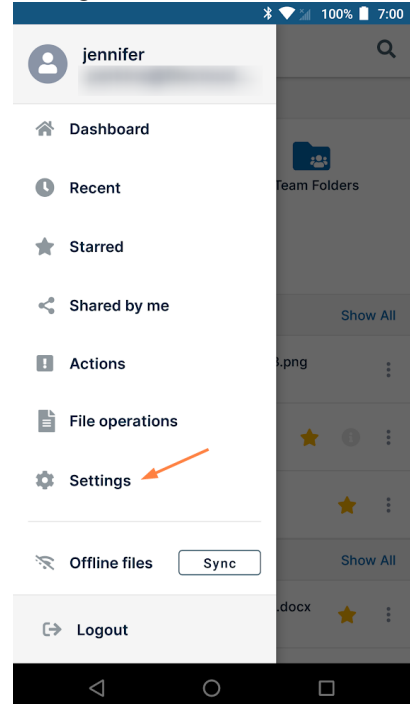 100% 7:00
jennifer
Dashboard
Recent
Team Folders
Starred
Shared by me
Show All
Actions
.png
File operations
Settings
Offline files
Sync
Show All
.docx
Logout